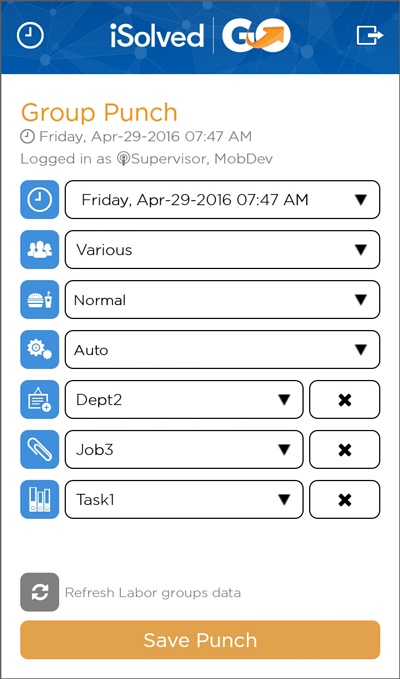 iSolved GO
Group Punch
Friday, Apr-29-2016 07:47 AM
Logged in as Supervisor, MobDev
Friday, Apr-29-2016 07:47 AM
Various
Normal
Auto
Dept2
Job3
Task1
Refresh Labor groups data
Save Punch